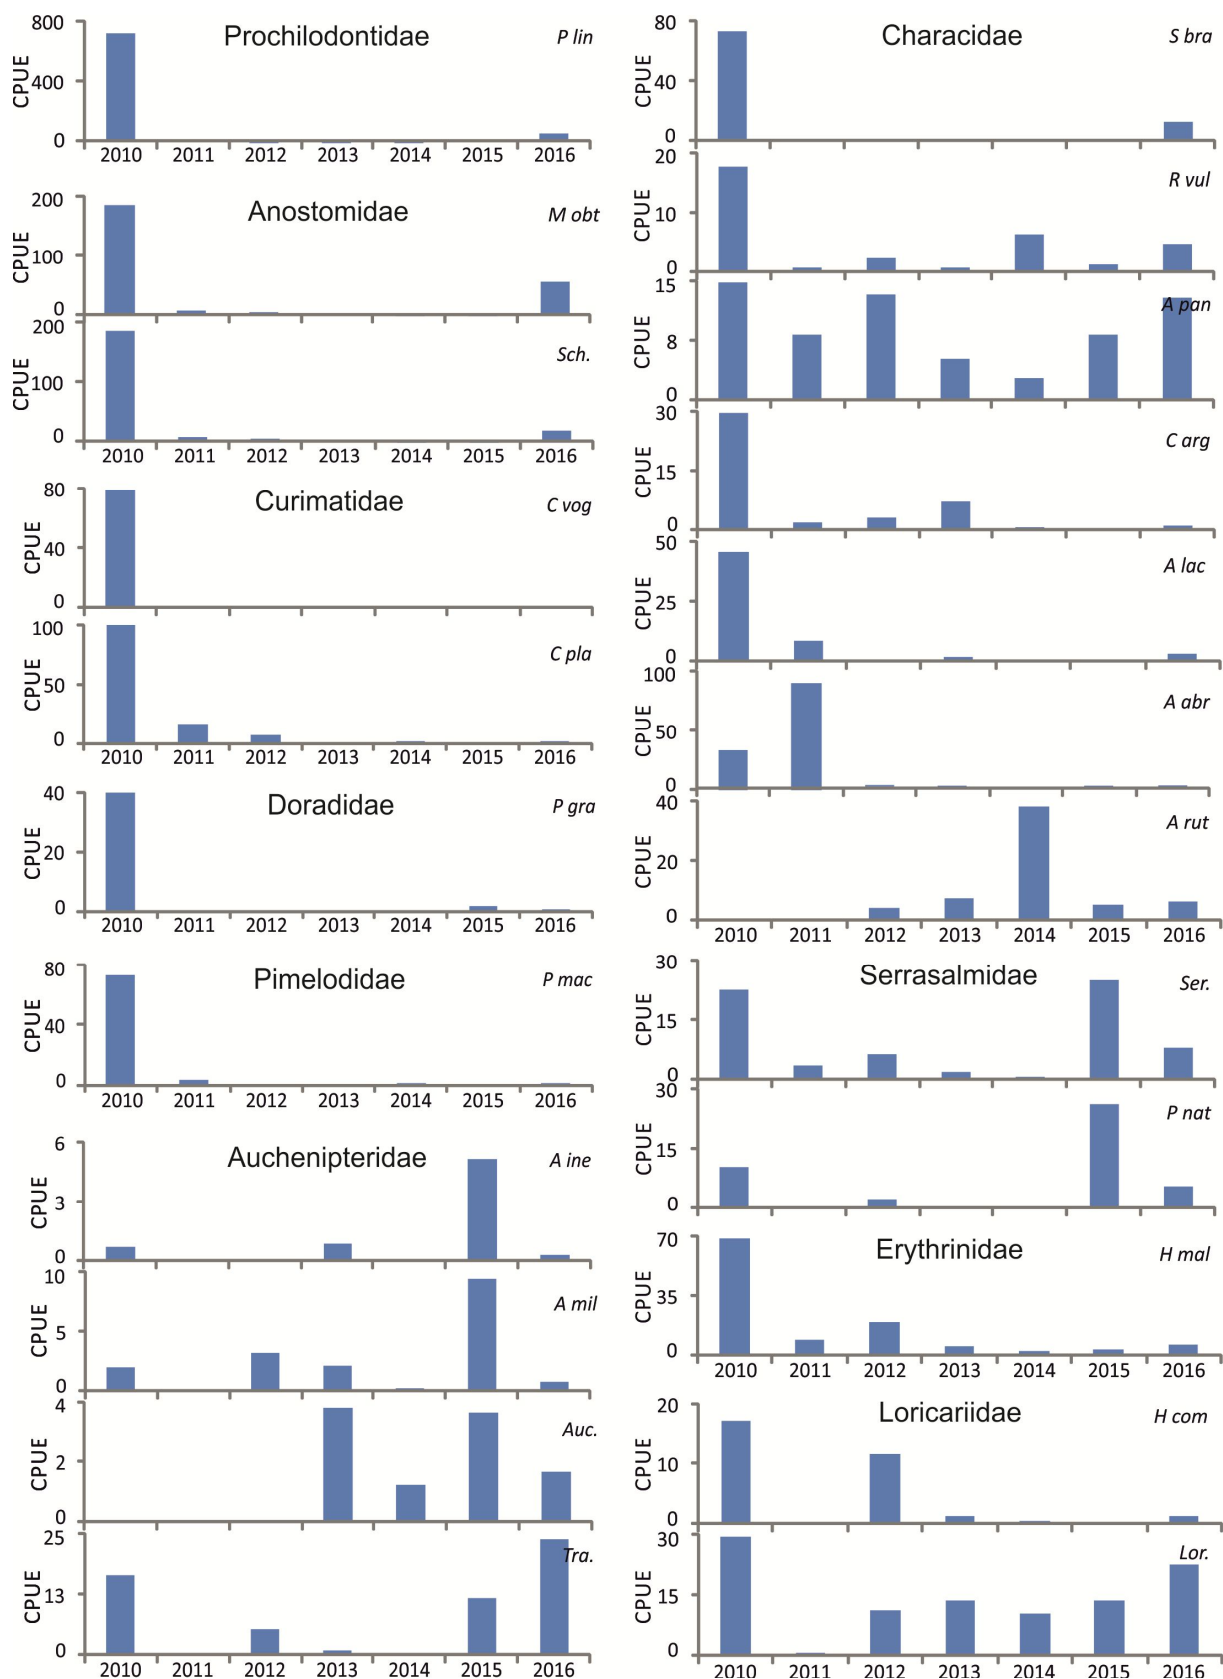 Prochilodontidae
P lin
CPUE
800
400
0
2010 2011 2012 2013 2014 2015 2016
Anostomidae
M obt
CPUE
200
100
0
Sch.
CPUE
200
100
0
2010 2011 2012 2013 2014 2015 2016
Curimatidae
C vog
CPUE
80
40
0
C pla
CPUE
100
50
0
2010 2011 2012 2013 2014 2015 2016
Doradidae
P gra
CPUE
40
20
0
2010 2011 2012 2013 2014 2015 2016
Pimelodidae
P mac
CPUE
80
40
0
2010 2011 2012 2013 2014 2015 2016
Auchenipteridae
A ine
CPUE
6
3
0
A mil
CPUE
10
5
0
Auc.
CPUE
4
2
0
Tra.
CPUE
25
13
0
2010 2011 2012 2013 2014 2015 2016
Characidae
S bra
CPUE
80
40
0
R vul
CPUE
20
10
0
A pan
CPUE
15
8
0
C arg
CPUE
30
15
0
A lac
CPUE
50
25
0
A abr
CPUE
100
50
0
A rut
CPUE
40
20
0
2010 2011 2012 2013 2014 2015 2016
Serrasalmidae
Ser.
CPUE
30
15
0
P nat
CPUE
30
15
0
Erythrinidae
H mal
CPUE
70
35
0
2010 2011 2012 2013 2014 2015 2016
Loricariidae
H com
CPUE
20
10
0
Lor.
CPUE
30
15
0
2010 2011 2012 2013 2014 2015 2016